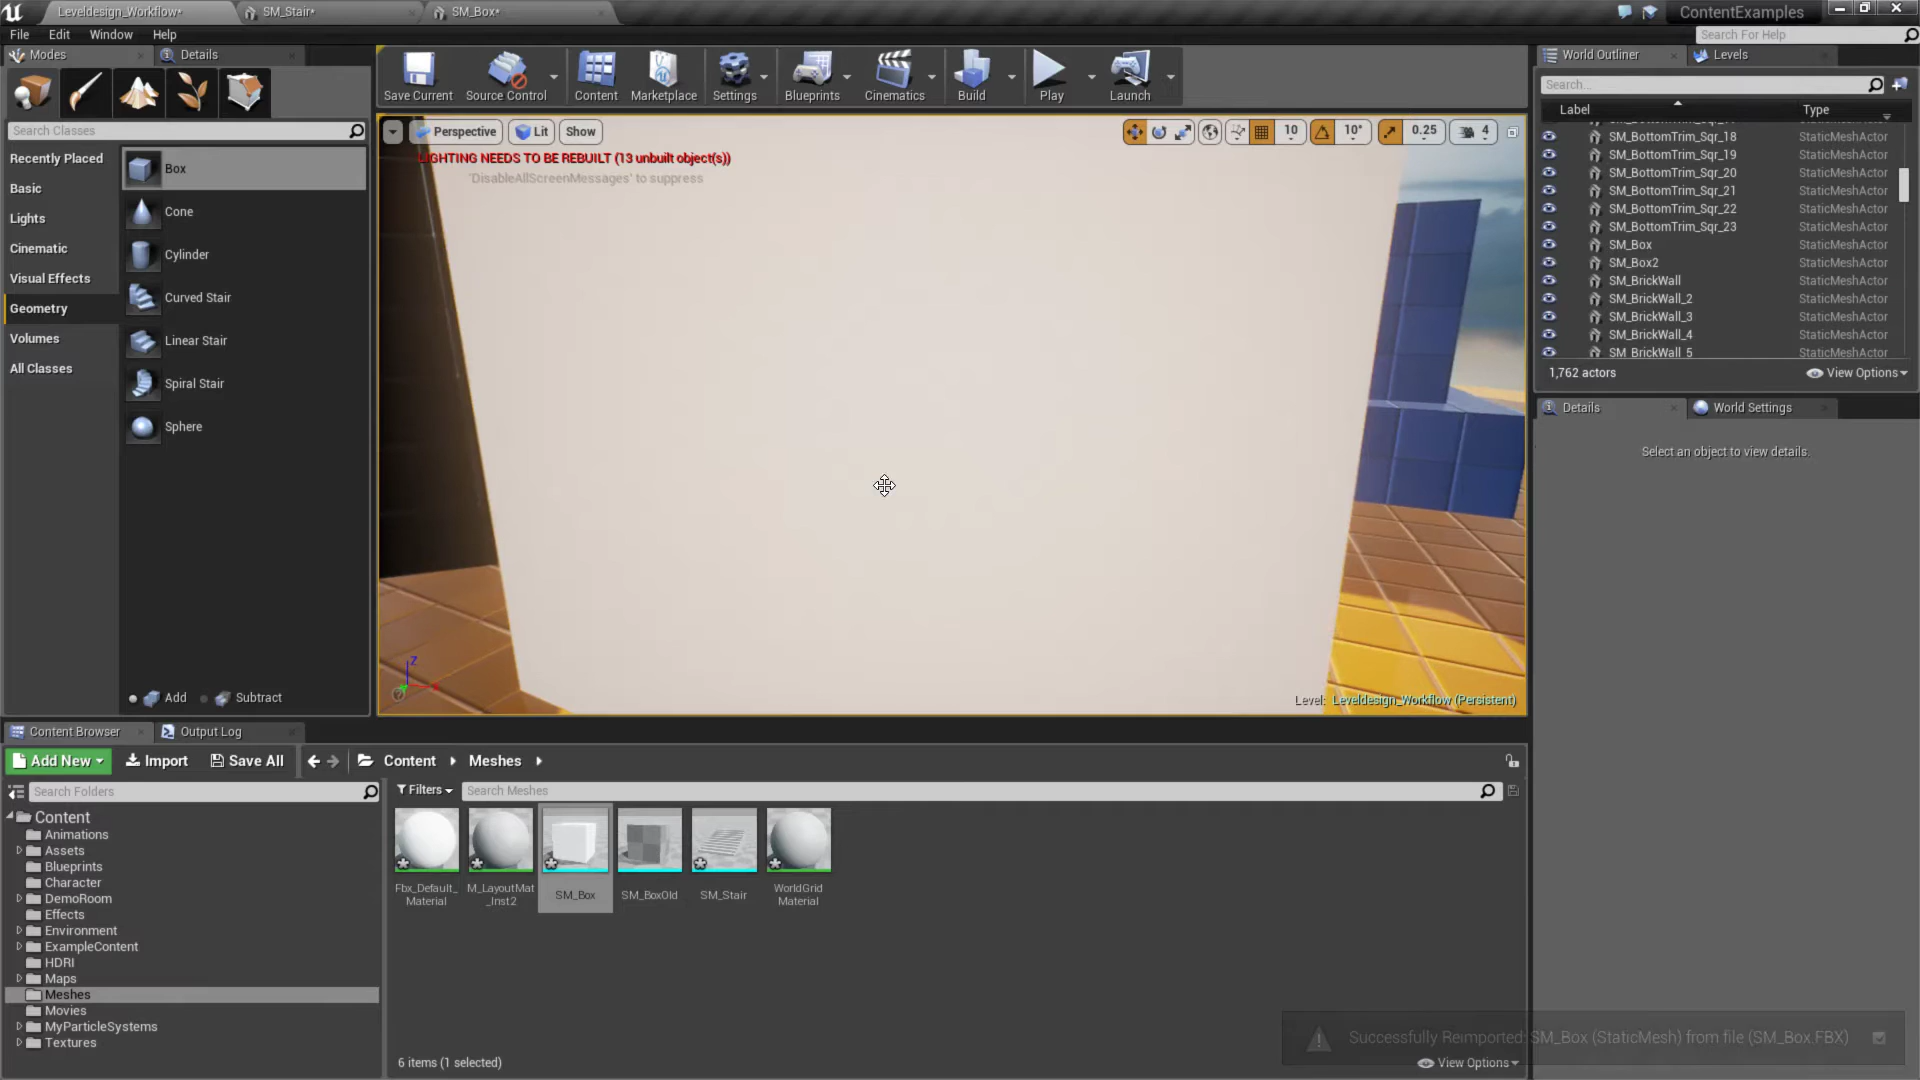 Leveldesign_Workflow*
SM_Stair*
SM_Box*
ContentExamples
File Edit Window Help
Search For Help
Modes
Details
Save Current
Source Control
Content
Marketplace
Settings
Blueprints
Cinematics
Build
Play
Launch
World Outliner
Levels
Search...
Label Type
Search Classes
Recently Placed
Basic
Lights
Cinematic
Visual Effects
Geometry
Volumes
All Classes
Box
Cone
Cylinder
Curved Stair
Linear Stair
Spiral Stair
Sphere
Add Subtract
Perspective Lit Show
10 10° 0.25 4
LIGHTING NEEDS TO BE REBUILT (13 unbuilt object(s))
'DisableAllScreenMessages' to suppress
Z
Level: Leveldesign_Workflow (Persistent)
SM_BottomTrim_Sqr_18 StaticMeshActor
SM_BottomTrim_Sqr_19 StaticMeshActor
SM_BottomTrim_Sqr_20 StaticMeshActor
SM_BottomTrim_Sqr_21 StaticMeshActor
SM_BottomTrim_Sqr_22 StaticMeshActor
SM_BottomTrim_Sqr_23 StaticMeshActor
SM_Box StaticMeshActor
SM_Box2 StaticMeshActor
SM_BrickWall StaticMeshActor
SM_BrickWall_2 StaticMeshActor
SM_BrickWall_3 StaticMeshActor
SM_BrickWall_4 StaticMeshActor
SM_BrickWall_5 StaticMeshActor
1,762 actors
View Options
Details
World Settings
Select an object to view details.
Content Browser
Output Log
Add New
Import
Save All
Content
Meshes
Search Folders
Filters
Search Meshes
Content
Animations
Assets
Blueprints
Character
DemoRoom
Effects
Environment
ExampleContent
HDRI
Maps
Meshes
Movies
MyParticleSystems
Textures
Fbx_Default_
Material
M_LayoutMat
_Inst2
SM_Box
SM_BoxOld
SM_Stair
WorldGrid
Material
6 items (1 selected)
Successfully Reimported: SM_Box (StaticMesh) from file (SM_Box.FBX)
View Options